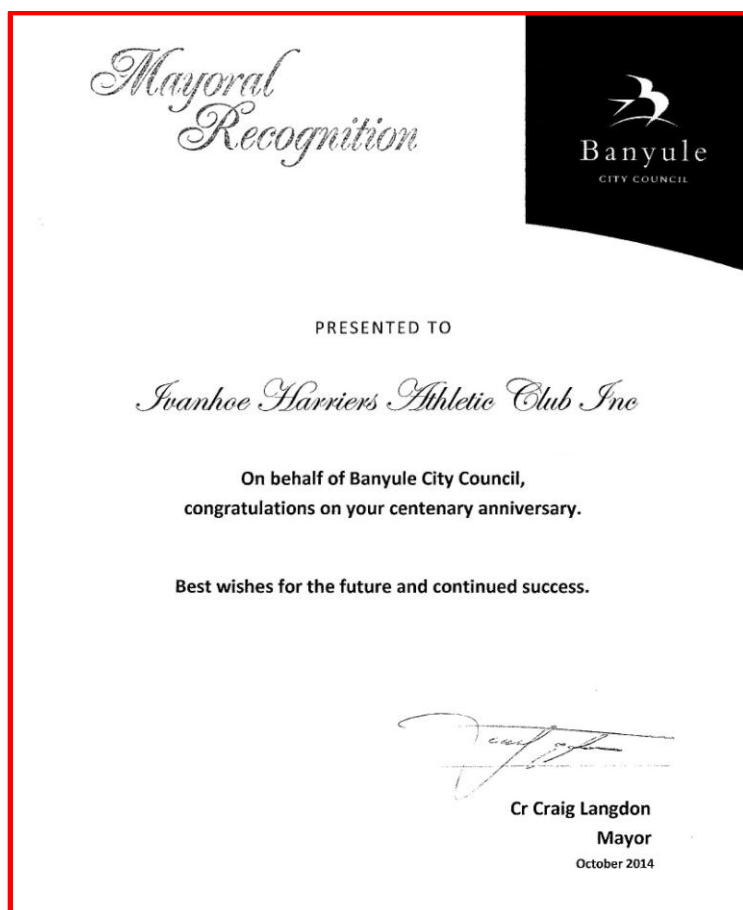 Mayoral
Recognition
Banyule
CITY COUNCIL
PRESENTED TO
Ivanhoe Harriers Athletic Club Inc
On behalf of Banyule City Council,
congratulations on your centenary anniversary.
Best wishes for the future and continued success.
Cr Craig Langdon
Mayor
October 2014